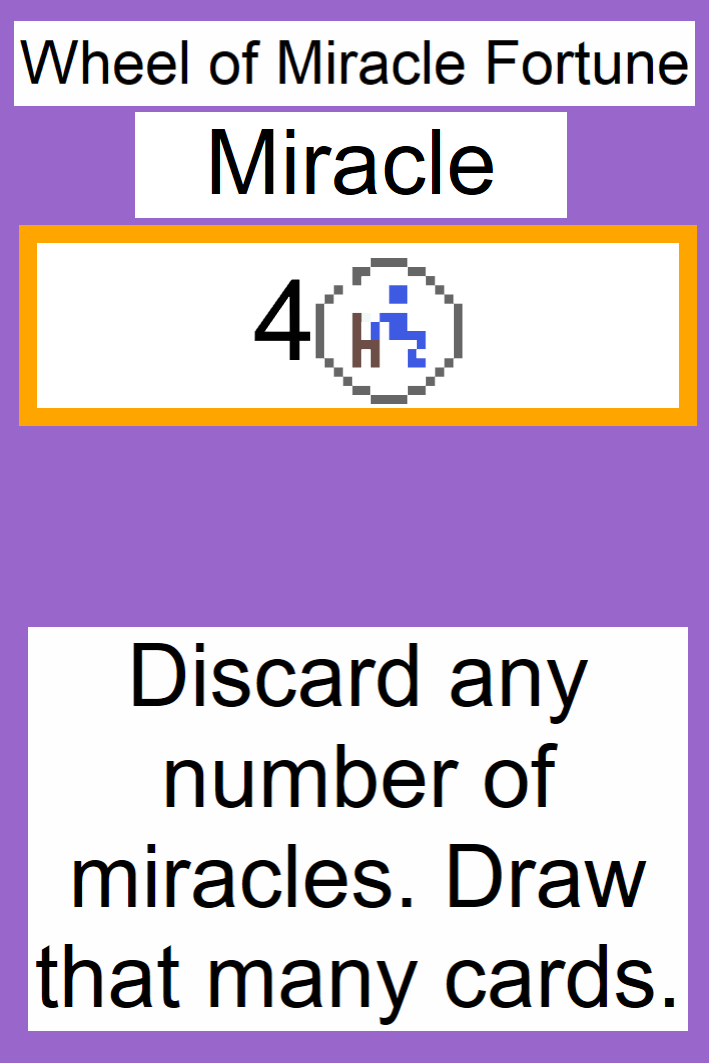 Wheel of Miracle Fortune
Miracle
4
Discard any
number of
miracles. Draw
that many cards.